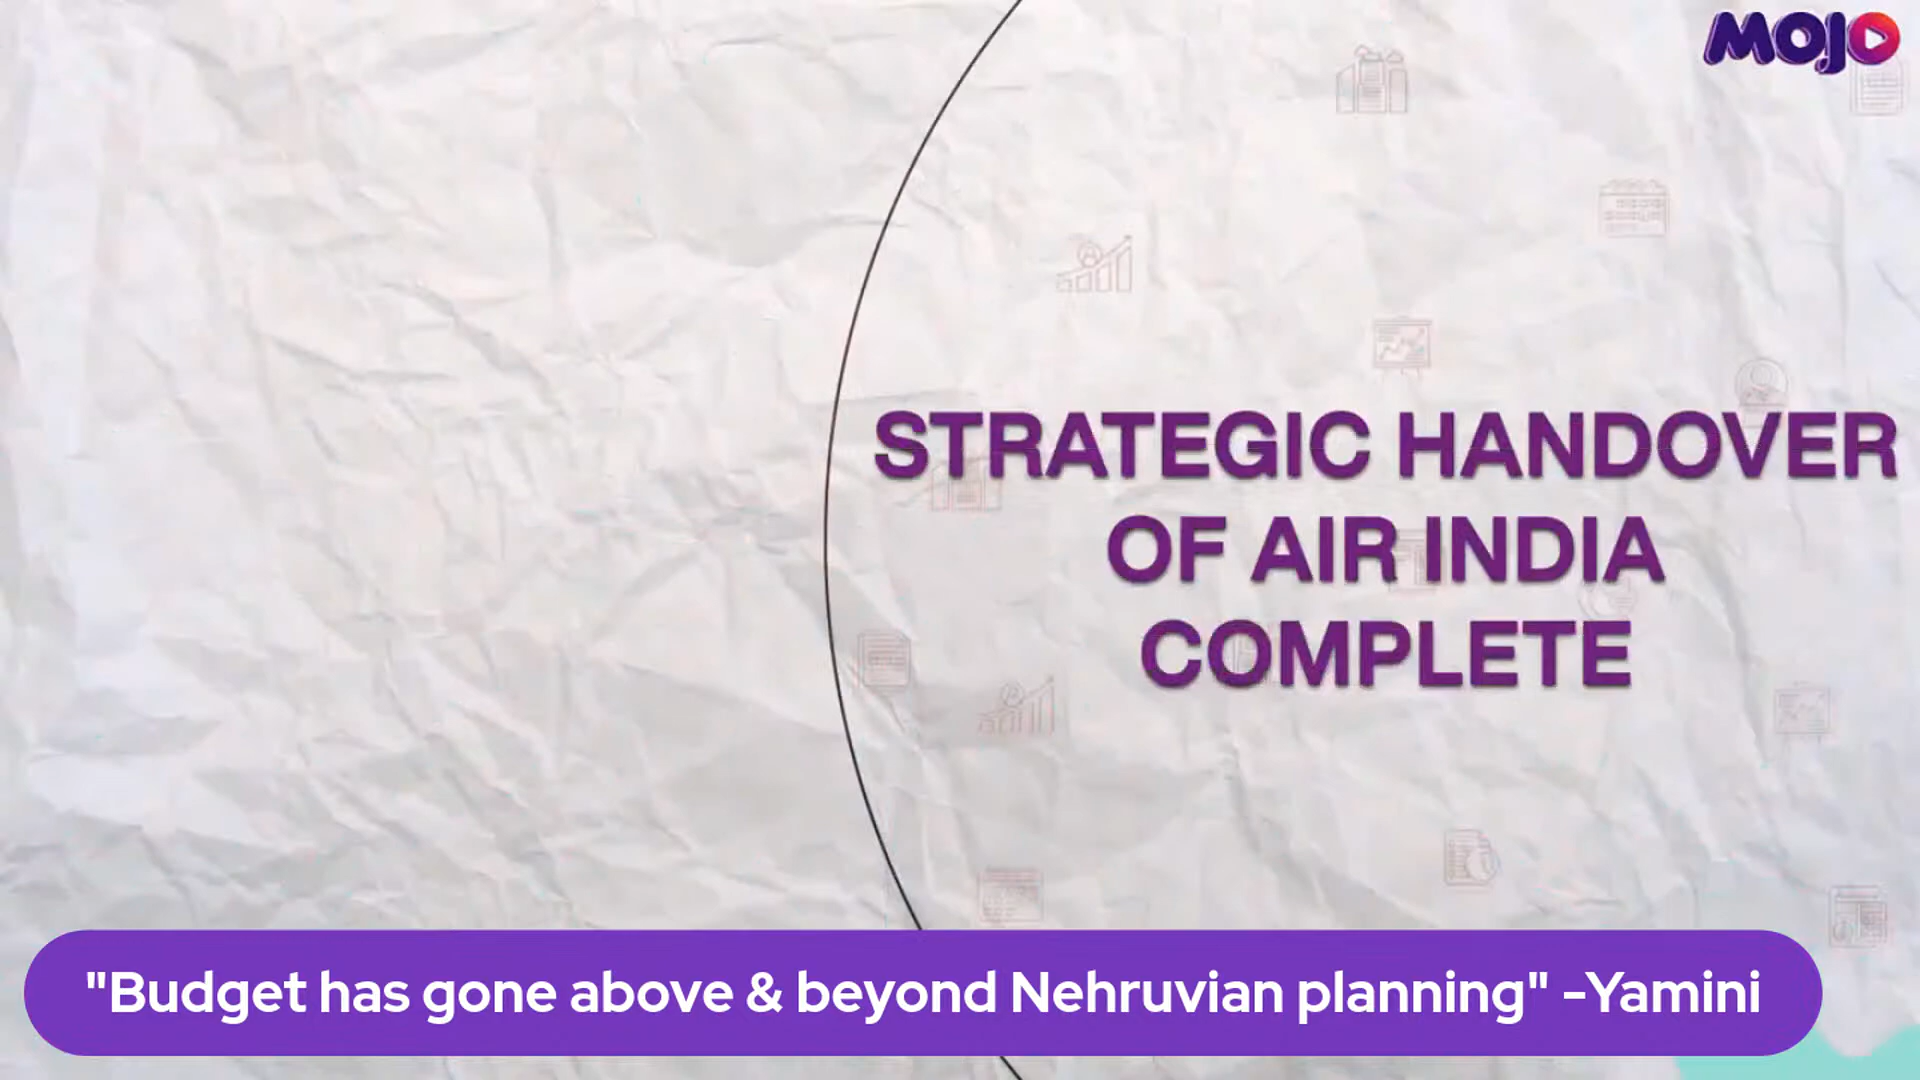 MOJO
STRATEGIC HANDOVER
OF AIR INDIA
COMPLETE
"Budget has gone above & beyond Nehruvian planning" -Yamini